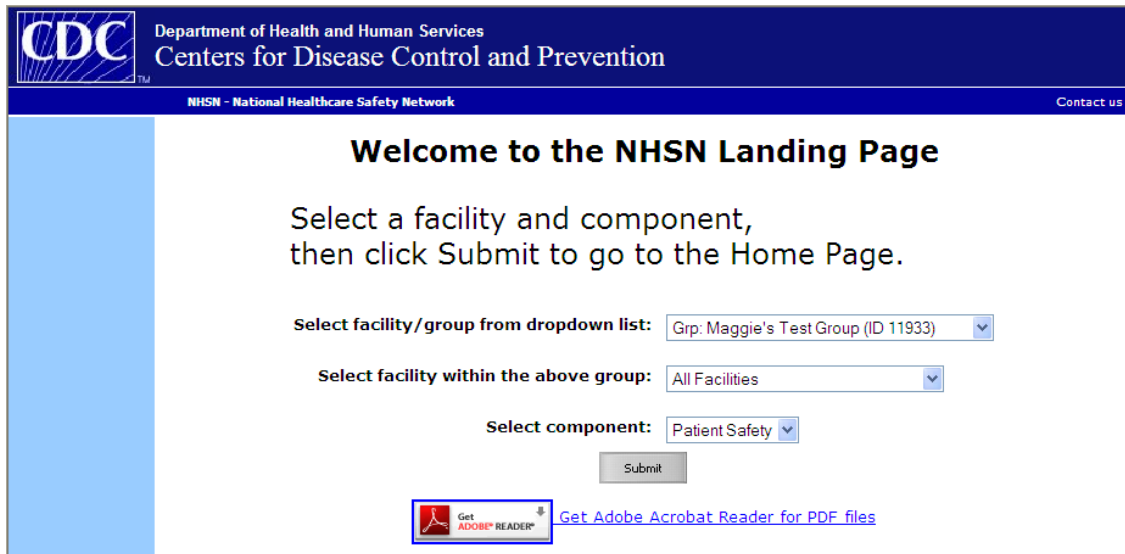 CDC
TM
Department of Health and Human Services
Centers for Disease Control and Prevention
NHSN - National Healthcare Safety Network
Contact us
Welcome to the NHSN Landing Page
Select a facility and component,
then click Submit to go to the Home Page.
Select facility/group from dropdown list: Grp: Maggie's Test Group (ID 11933)
Select facility within the above group: All Facilities
Select component: Patient Safety
Submit
Get
ADOBE® READER®
Get Adobe Acrobat Reader for PDF files